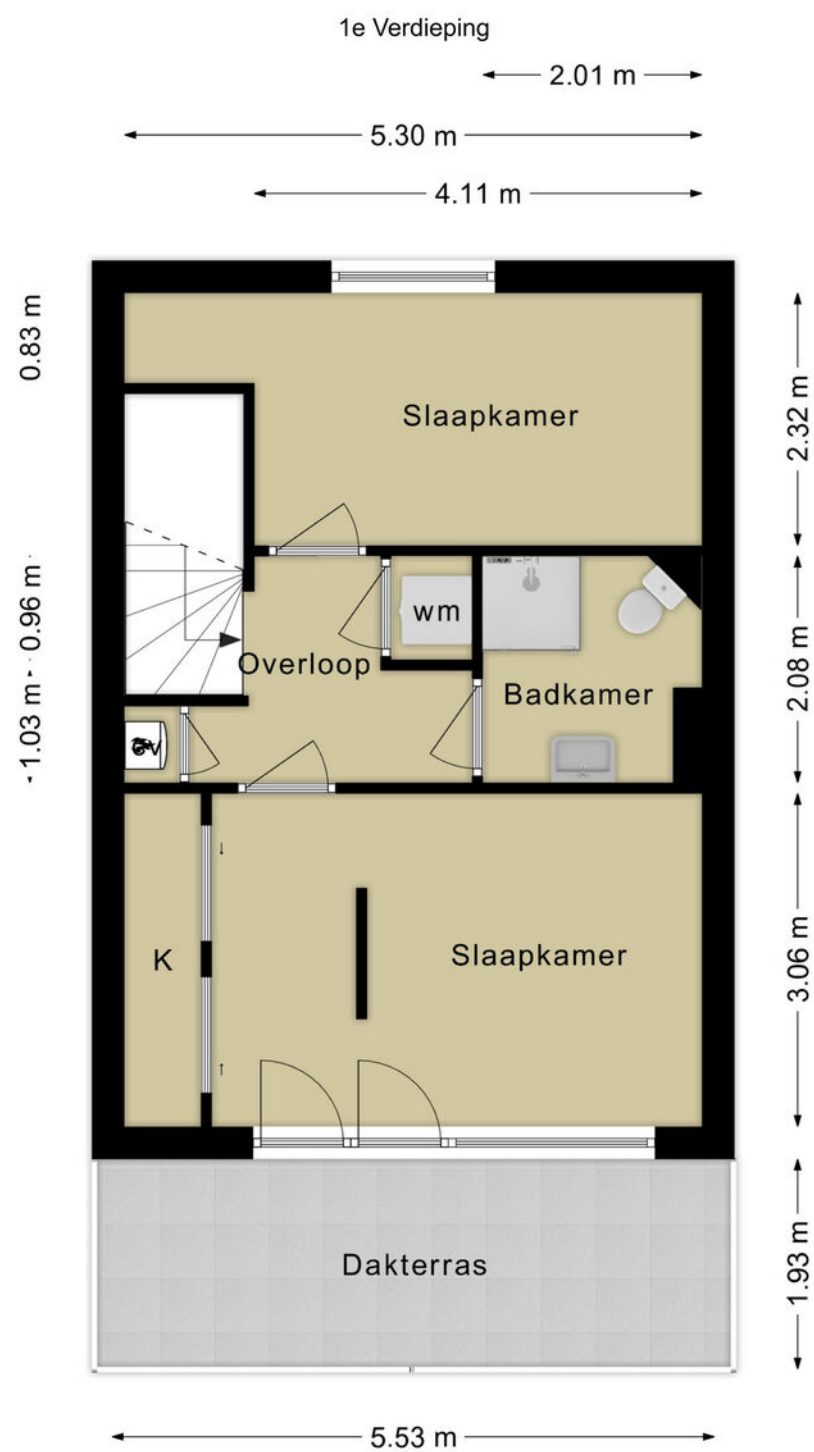 1e Verdieping
2.01 m
5.30 m
4.11 m
0.83 m
2.32 m
Slaapkamer
0.96 m
wm
Overloop
Badkamer
2.08 m
1.03 m
K
Slaapkamer
3.06 m
Dakterras
1.93 m
5.53 m